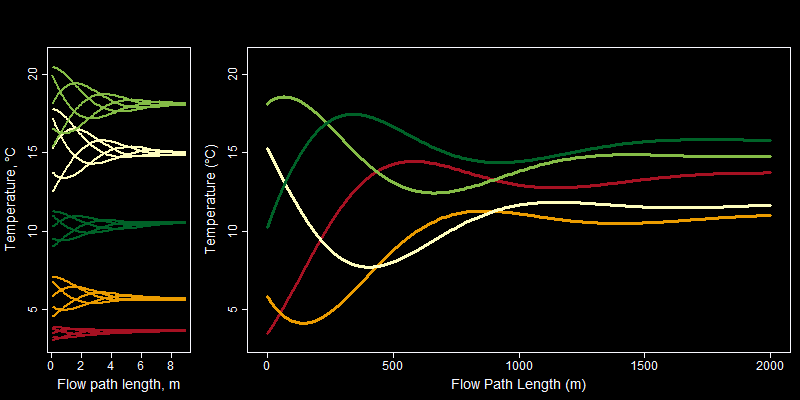 20
15
10
5
Temperature, °C
0 2 4 6 8
Flow path length, m
20
15
10
5
Temperature (°C)
0 500 1000 1500 2000
Flow Path Length (m)